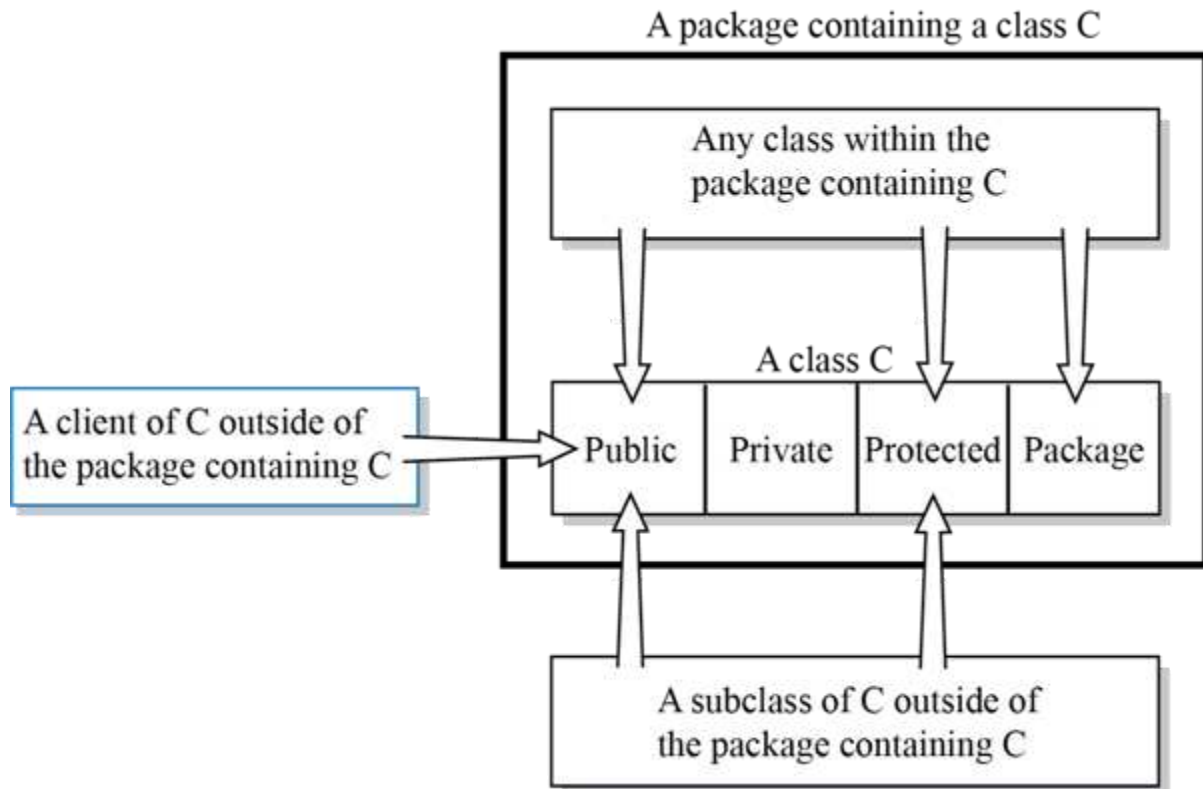 A package containing a class C
Any class within the
package containing C
A class C
A client of C outside of
the package containing C
Public
Private
Protected
Package
A subclass of C outside of
the package containing C